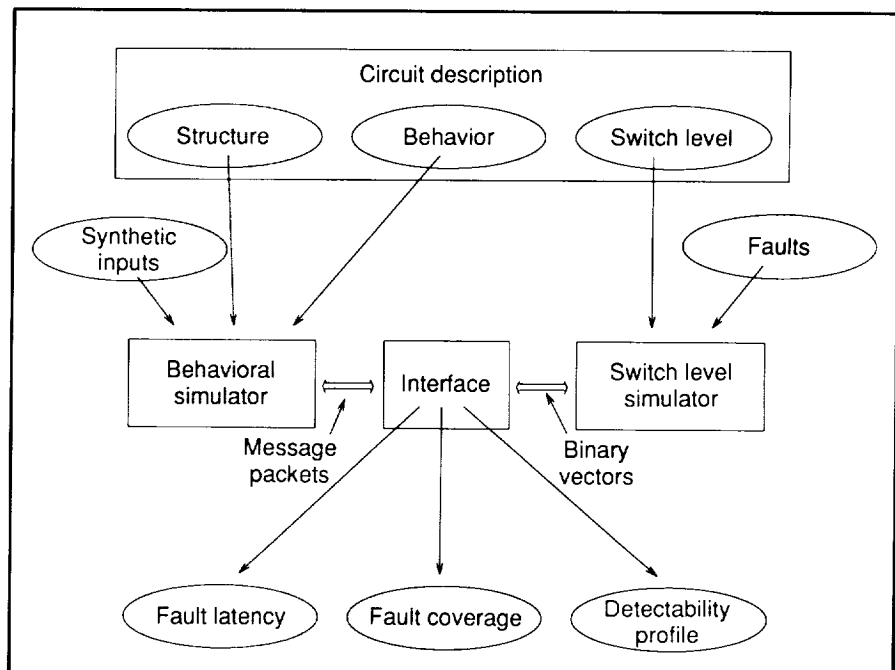 Circuit description
Structure
Behavior
Switch level
Synthetic
inputs
Faults
Behavioral
simulator
Interface
Switch level
simulator
Message
packets
Binary
vectors
Fault latency
Fault coverage
Detectability
profile